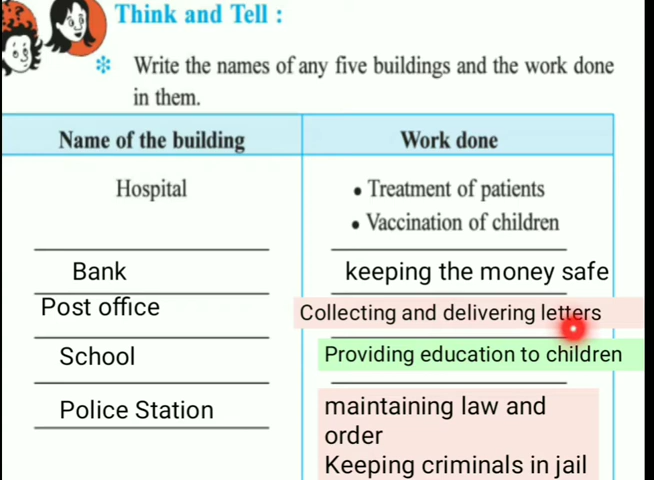 Think and Tell :
* Write the names of any five buildings and the work done
in them.
Name of the building Work done
Hospital • Treatment of patients
• Vaccination of children
Bank keeping the money safe
Post office Collecting and delivering letters
School Providing education to children
Police Station maintaining law and
order
Keeping criminals in jail